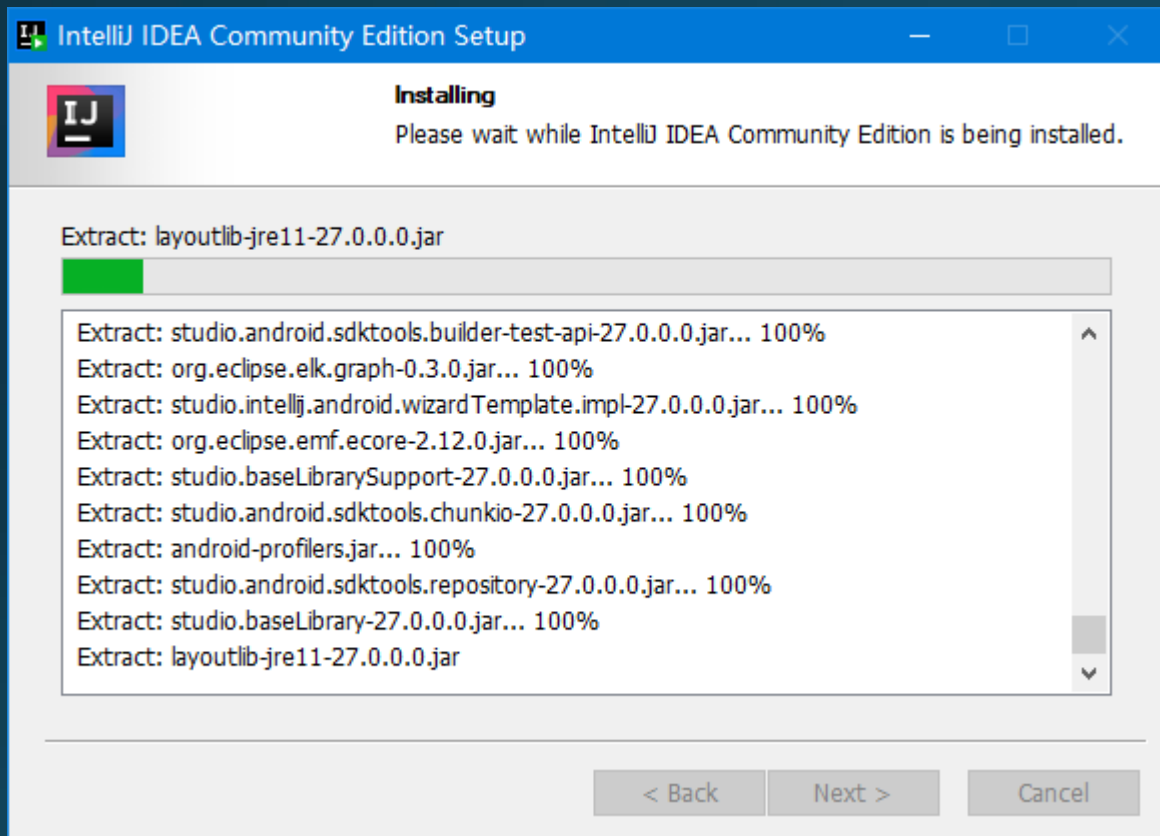 IntelliJ IDEA Community Edition Setup
IJ
Installing
Please wait while IntelliJ IDEA Community Edition is being installed.
Extract: layoutlib-jre11-27.0.0.0.jar
Extract: studio.android.sdktools.builder-test-api-27.0.0.0.jar... 100%
Extract: org.eclipse.elk.graph-0.3.0.jar... 100%
Extract: studio.intellij.android.wizardTemplate.impl-27.0.0.0.jar... 100%
Extract: org.eclipse.emf.ecore-2.12.0.jar... 100%
Extract: studio.baseLibrarySupport-27.0.0.0.jar... 100%
Extract: studio.android.sdktools.chunkio-27.0.0.0.jar... 100%
Extract: android-profilers.jar... 100%
Extract: studio.android.sdktools.repository-27.0.0.0.jar... 100%
Extract: studio.baseLibrary-27.0.0.0.jar... 100%
Extract: layoutlib-jre11-27.0.0.0.jar
< Back Next > Cancel